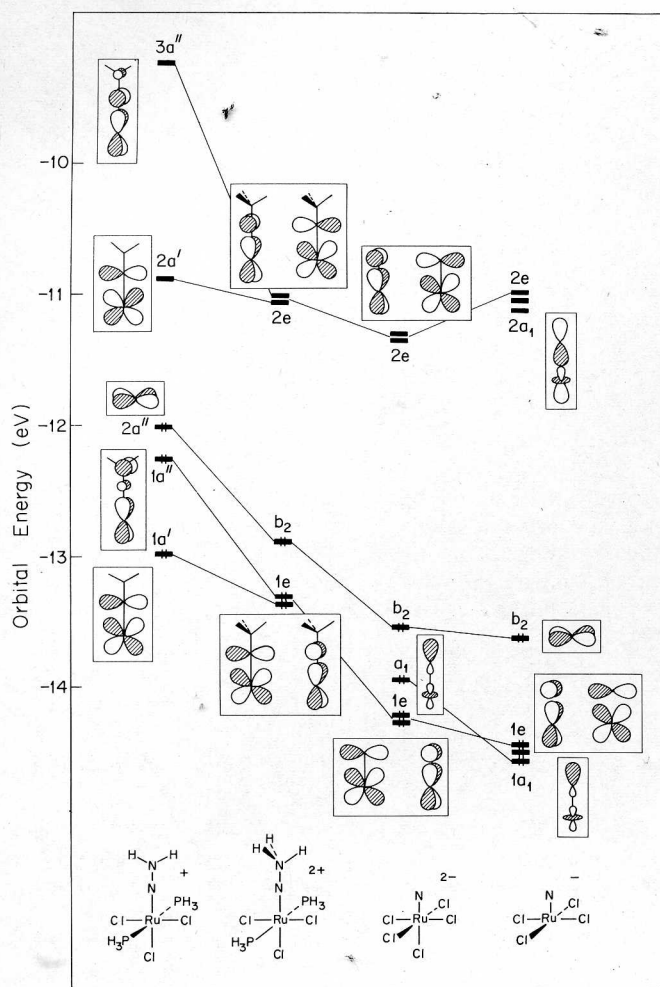 Orbital Energy (eV)
-10
-11
-12
-13
-14
3a"
2a'
2a"
1a"
1a'
2e
b₂
1e
2e
b₂
a₁
1e
2e
2a₁
b₂
1e
1a₁
H H
N
N
+
PH₃
Cl Ru Cl
H₃P
Cl
H
H H
N
N
2+
PH₃
Cl Ru Cl
H₃P
Cl
N
2-
Cl
Ru
Cl Cl
Cl
N
-
Cl
Ru
Cl Cl
Cl